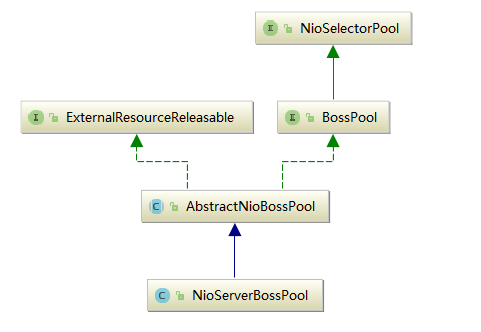 I NioSelectorPool
I ExternalResourceReleasable
I BossPool
C AbstractNioBossPool
C NioServerBossPool